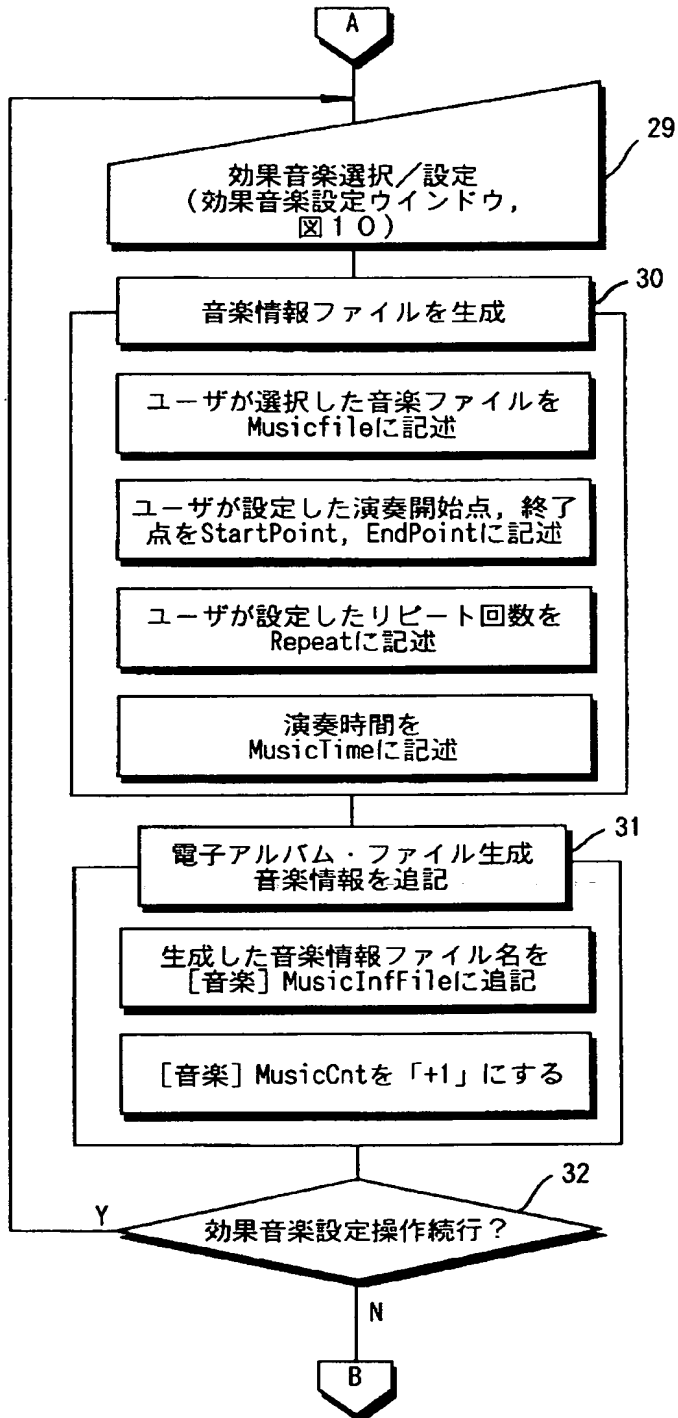 A
29
効果音楽選択／設定
(効果音楽設定ウインドウ,
図１０)
30
音楽情報ファイルを生成
ユーザが選択した音楽ファイルを
Musicfileに記述
ユーザが設定した演奏開始点，終了
点をStartPoint, EndPointに記述
ユーザが設定したリピート回数を
Repeatに記述
演奏時間を
MusicTimeに記述
31
電子アルバム・ファイル生成
音楽情報を追記
生成した音楽情報ファイル名を
［音楽］MusicInfFileに追記
［音楽］MusicCntを「+1」にする
32
Y
効果音楽設定操作続行？
N
B